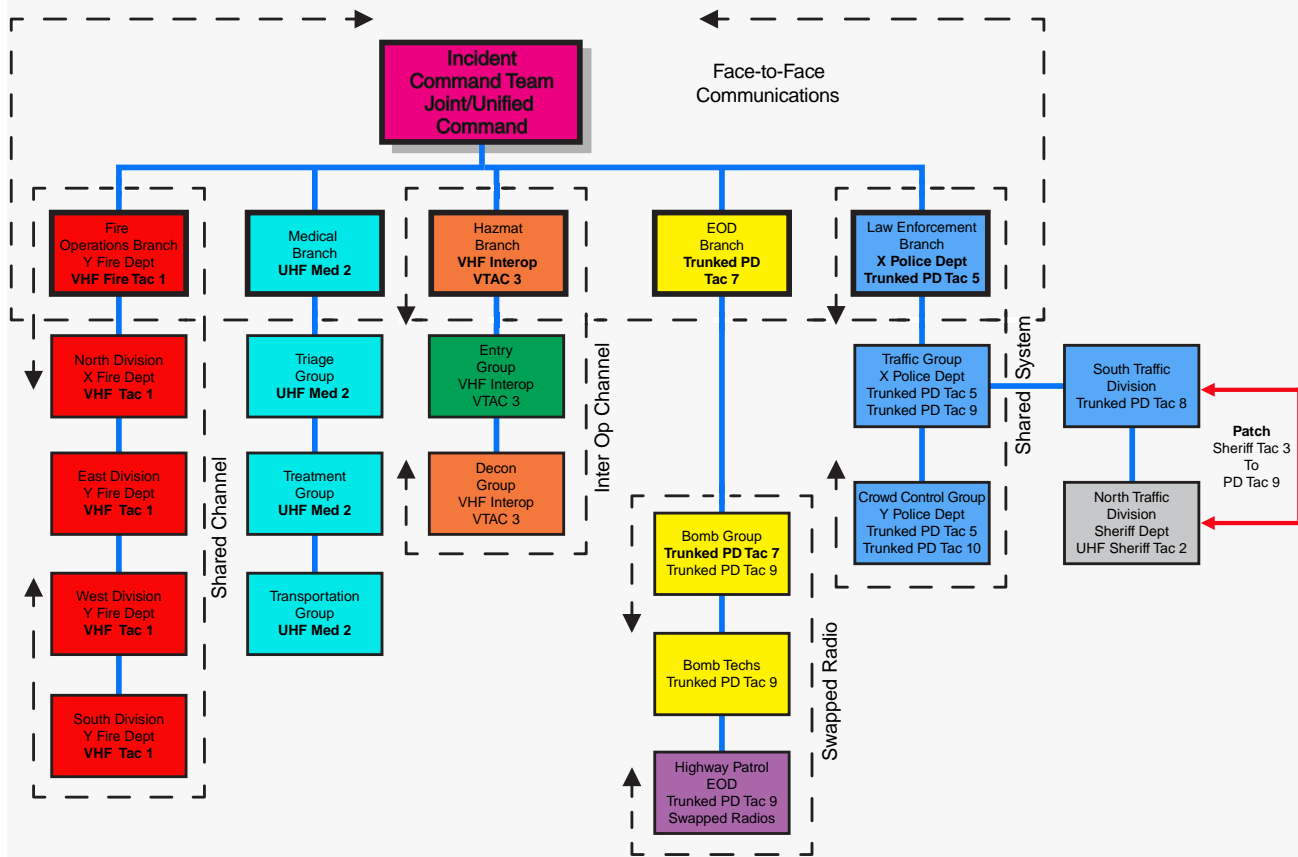 Incident
Command Team
Joint/Unified
Command
Face-to-Face
Communications
Fire
Operations Branch
Y Fire Dept
VHF Fire Tac 1
Medical
Branch
UHF Med 2
Hazmat
Branch
VHF Interop
VTAC 3
EOD
Branch
Trunked PD
Tac 7
Law Enforcement
Branch
X Police Dept
Trunked PD Tac 5
North Division
X Fire Dept
VHF Tac 1
East Division
Y Fire Dept
VHF Tac 1
West Division
Y Fire Dept
VHF Tac 1
South Division
Y Fire Dept
VHF Tac 1
Shared Channel
Triage
Group
UHF Med 2
Treatment
Group
UHF Med 2
Transportation
Group
UHF Med 2
Entry
Group
VHF Interop
VTAC 3
Decon
Group
VHF Interop
VTAC 3
Inter Op Channel
Bomb Group
Trunked PD Tac 7
Trunked PD Tac 9
Bomb Techs
Trunked PD Tac 9
Highway Patrol
EOD
Trunked PD Tac 9
Swapped Radios
Swapped Radio
Traffic Group
X Police Dept
Trunked PD Tac 5
Trunked PD Tac 9
Crowd Control Group
Y Police Dept
Trunked PD Tac 5
Trunked PD Tac 10
Shared System
South Traffic
Division
Trunked PD Tac 8
North Traffic
Division
Sheriff Dept
UHF Sheriff Tac 2
Patch
Sheriff Tac 3
To
PD Tac 9